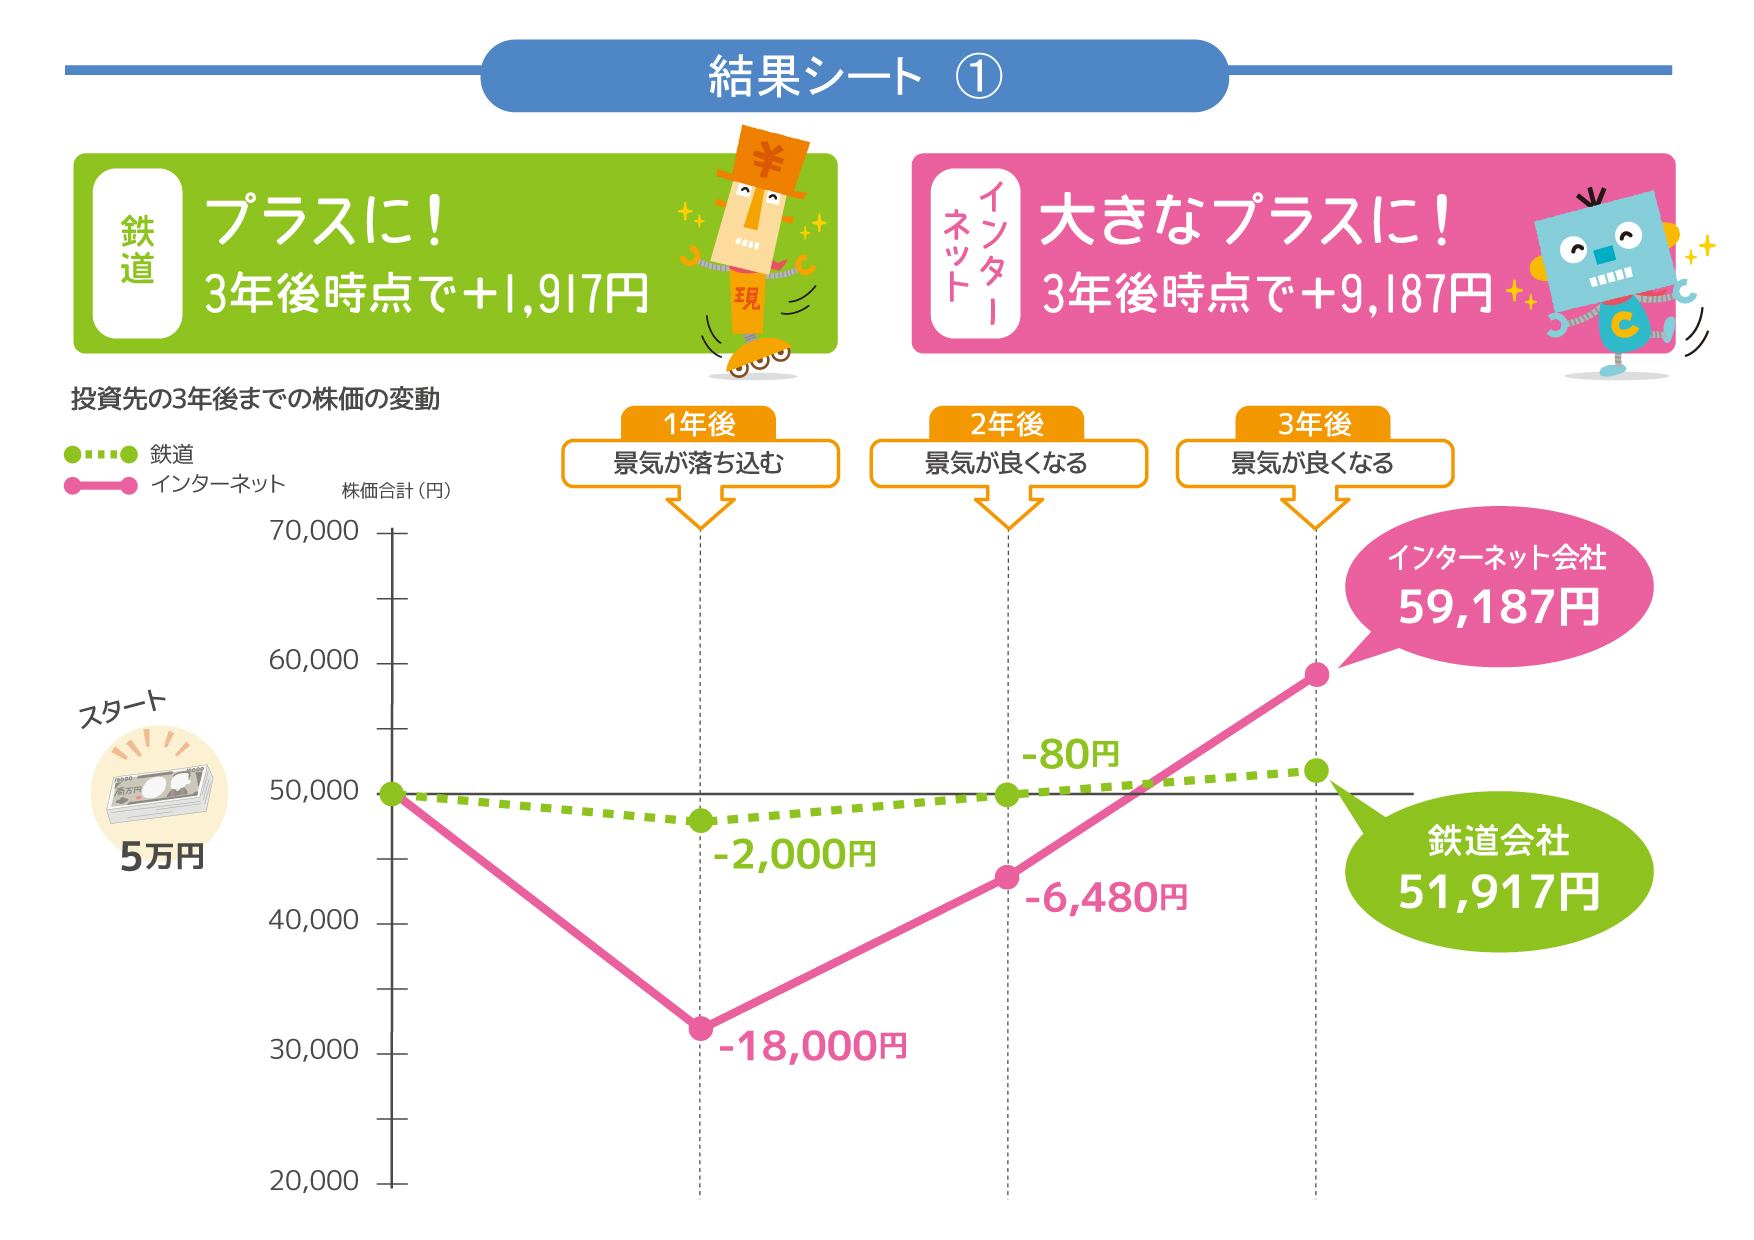 結果シート ①
鉄道
プラスに！
3年後時点で＋1,917円
¥
現
インターネット
大きなプラスに！
3年後時点で＋9,187円
C
投資先の3年後までの株価の変動
鉄道
インターネット
株価合計（円）
1年後
景気が落ち込む
2年後
景気が良くなる
3年後
景気が良くなる
70,000
60,000
50,000
40,000
30,000
20,000
スタート
5万円
-2,000円
-80円
-18,000円
-6,480円
インターネット会社
59,187円
鉄道会社
51,917円